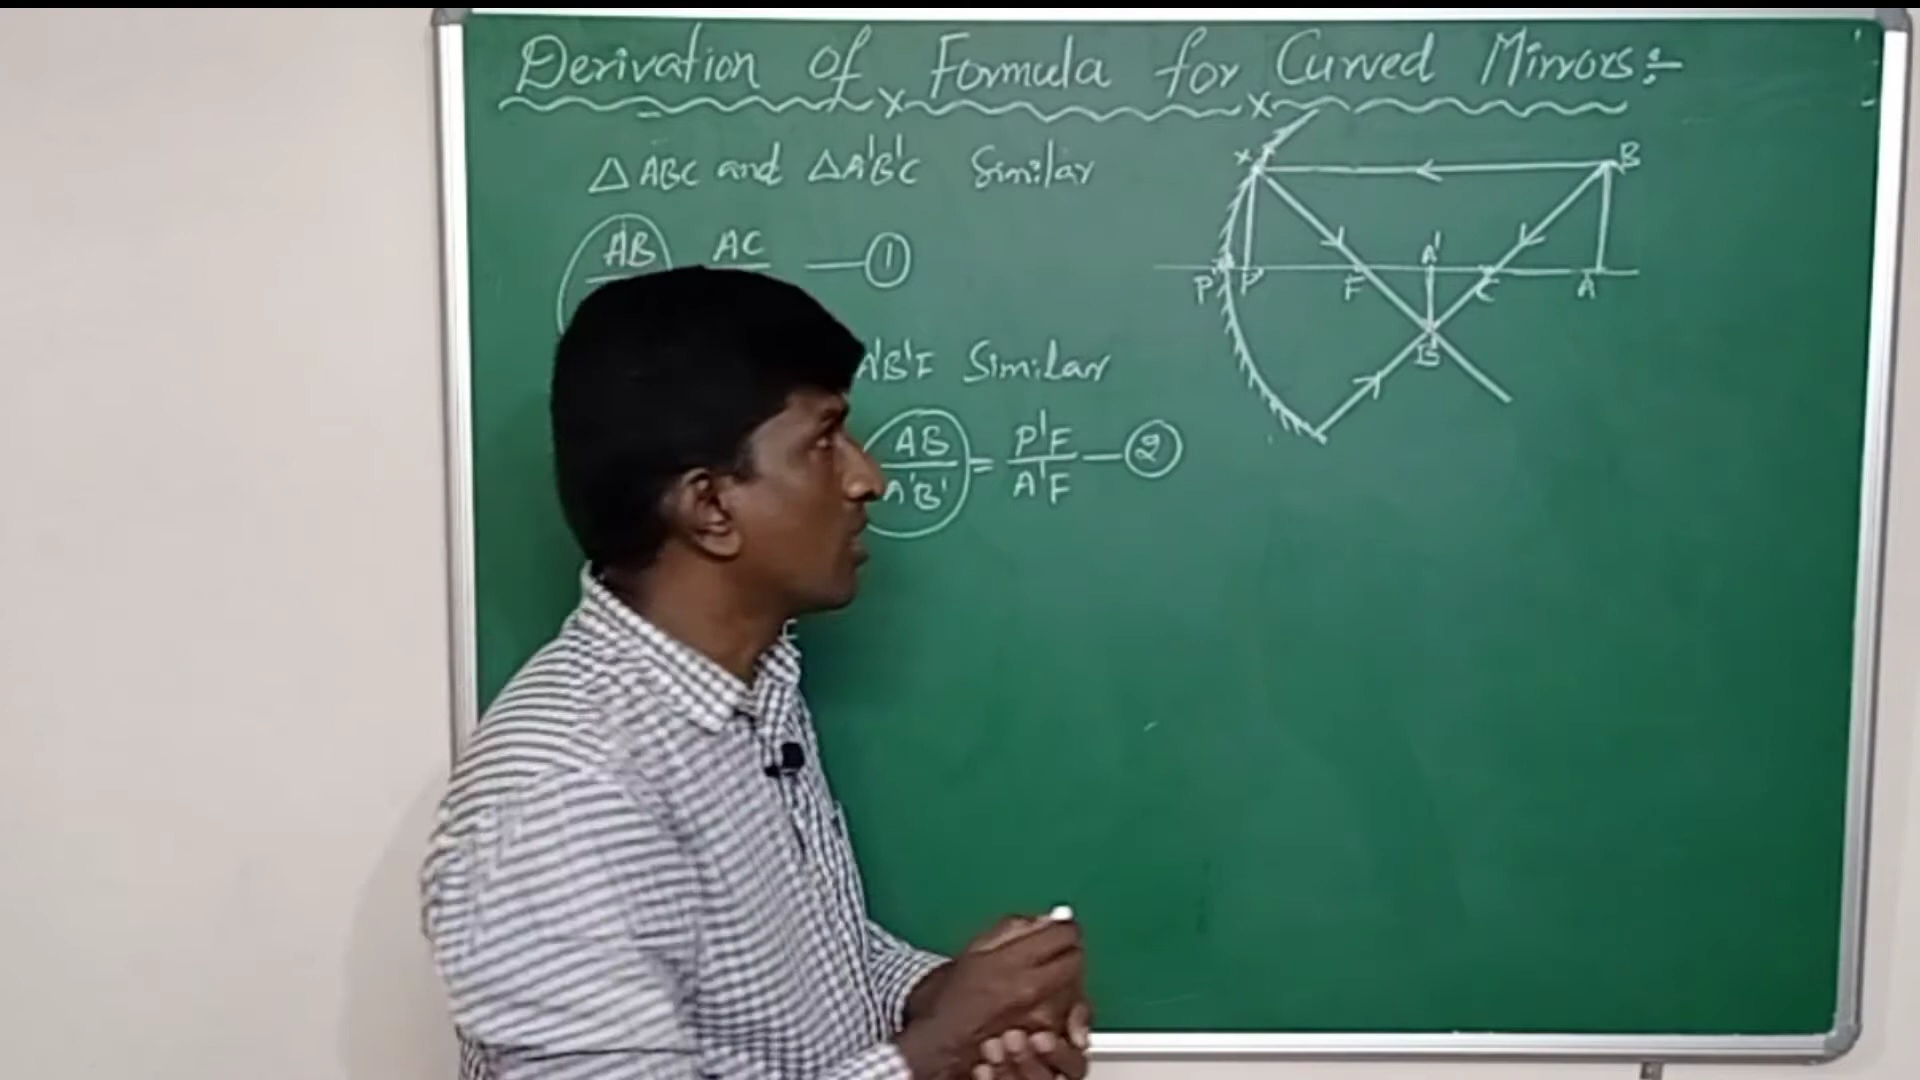 Derivation of Formula for Curved Mirrors:-
△ ABC and △A'B'C Similar
AB AC — ①
A'B'F Similar
AB/A'B' = P'F/A'F — ②
X
B
P' P F A' C A
B'